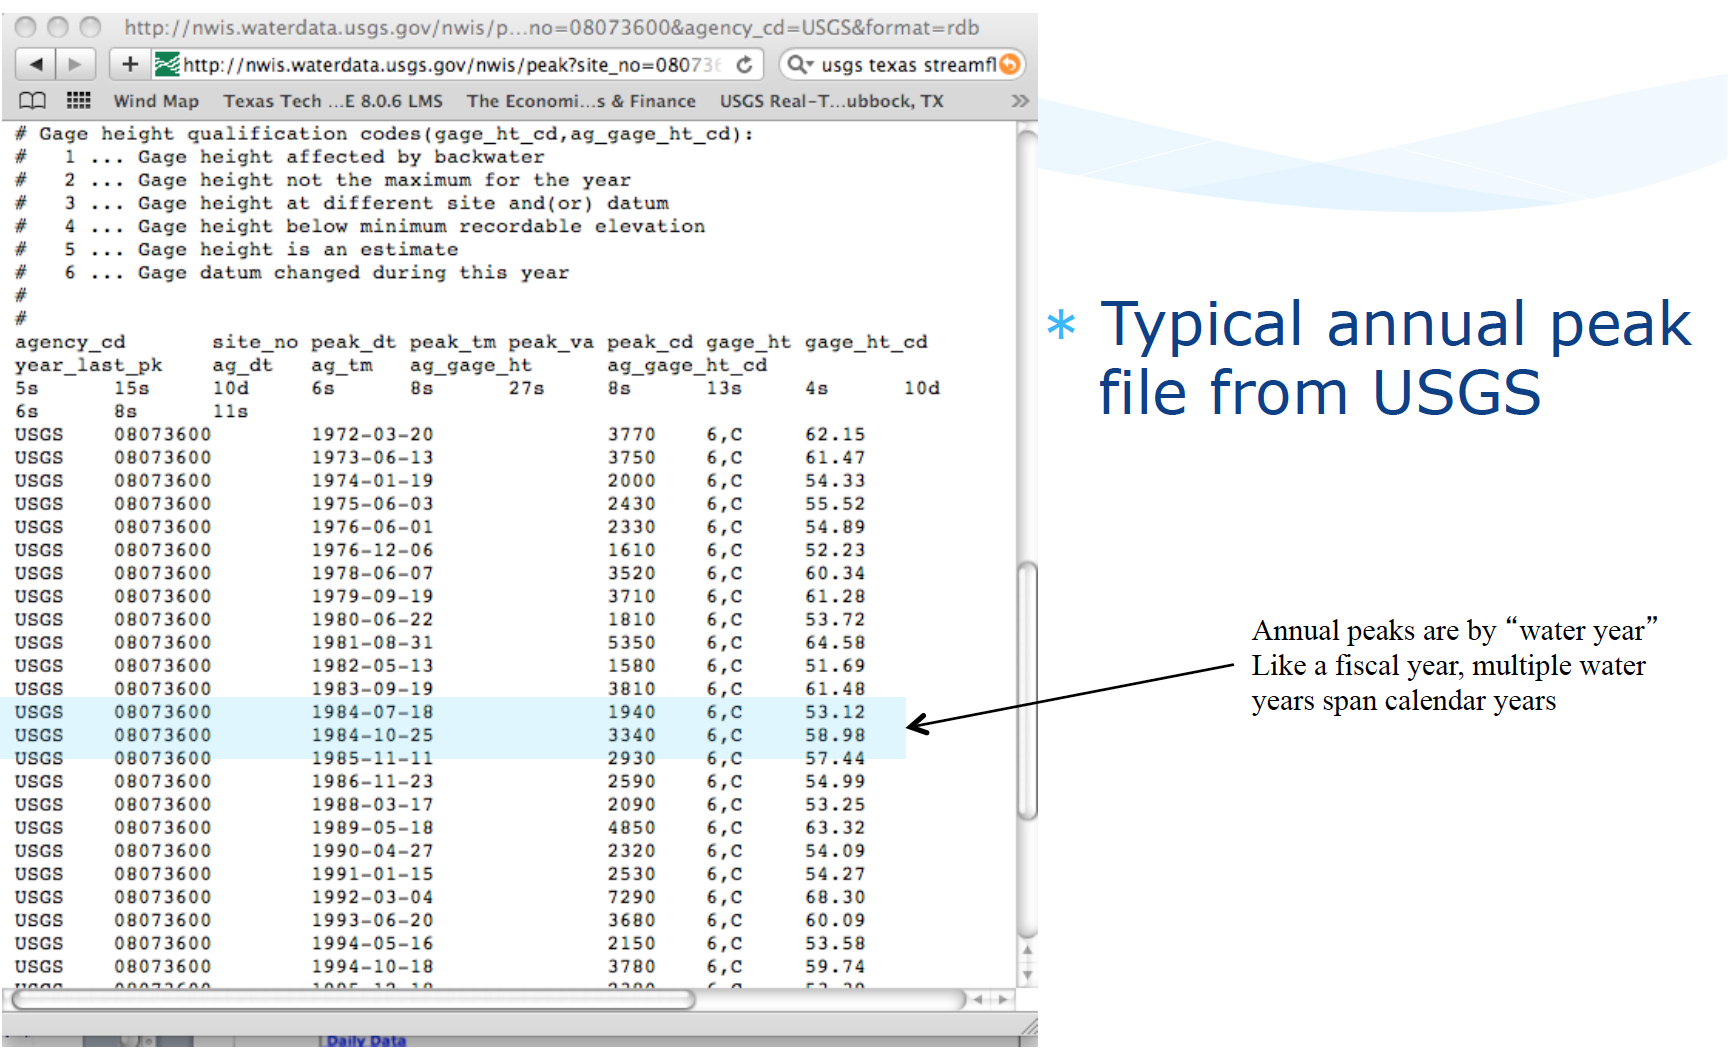 http://nwis.waterdata.usgs.gov/nwis/p...no=08073600&agency_cd=USGS&format=rdb
http://nwis.waterdata.usgs.gov/nwis/peak?site_no=08073 usgs texas streamfl
Wind Map Texas Tech ...E 8.0.6 LMS The Economi...s & Finance USGS Real-T...ubbock, TX »
# Gage height qualification codes(gage_ht_cd,ag_gage_ht_cd):
# 1 ... Gage height affected by backwater
# 2 ... Gage height not the maximum for the year
# 3 ... Gage height at different site and(or) datum
# 4 ... Gage height below minimum recordable elevation
# 5 ... Gage height is an estimate
# 6 ... Gage datum changed during this year
#
#
agency_cd site_no peak_dt peak_tm peak_va peak_cd gage_ht gage_ht_cd
year_last_pk ag_dt ag_tm ag_gage_ht ag_gage_ht_cd
5s 15s 10d 6s 8s 27s 8s 13s 4s 10d
6s 8s 11s
USGS 08073600 1972-03-20 3770 6,C 62.15
USGS 08073600 1973-06-13 3750 6,C 61.47
USGS 08073600 1974-01-19 2000 6,C 54.33
USGS 08073600 1975-06-03 2430 6,C 55.52
USGS 08073600 1976-06-01 2330 6,C 54.89
USGS 08073600 1976-12-06 1610 6,C 52.23
USGS 08073600 1978-06-07 3520 6,C 60.34
USGS 08073600 1979-09-19 3710 6,C 61.28
USGS 08073600 1980-06-22 1810 6,C 53.72
USGS 08073600 1981-08-31 5350 6,C 64.58
USGS 08073600 1982-05-13 1580 6,C 51.69
USGS 08073600 1983-09-19 3810 6,C 61.48
USGS 08073600 1984-07-18 1940 6,C 53.12
USGS 08073600 1984-10-25 3340 6,C 58.98
USGS 08073600 1985-11-11 2930 6,C 57.44
USGS 08073600 1986-11-23 2590 6,C 54.99
USGS 08073600 1988-03-17 2090 6,C 53.25
USGS 08073600 1989-05-18 4850 6,C 63.32
USGS 08073600 1990-04-27 2320 6,C 54.09
USGS 08073600 1991-01-15 2530 6,C 54.27
USGS 08073600 1992-03-04 7290 6,C 68.30
USGS 08073600 1993-06-20 3680 6,C 60.09
USGS 08073600 1994-05-16 2150 6,C 53.58
USGS 08073600 1994-10-18 3780 6,C 59.74
Daily Data
* Typical annual peak
file from USGS
Annual peaks are by “water year”
Like a fiscal year, multiple water
years span calendar years